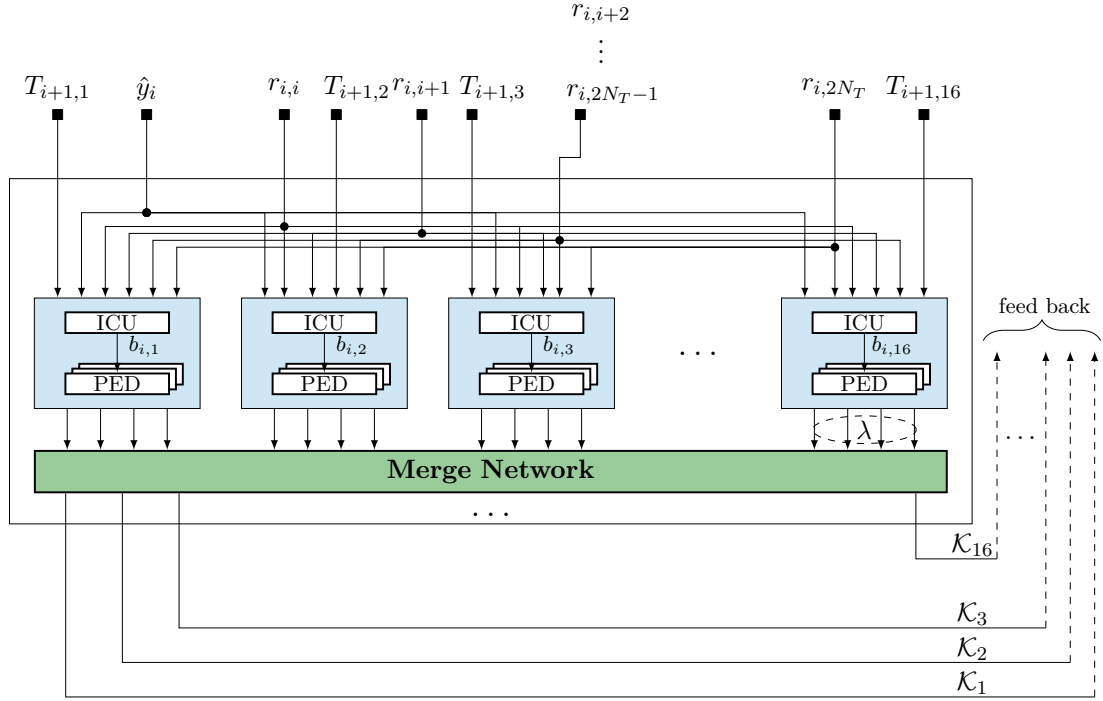 r_{i,i+2}
⋮
T_{i+1,1} ŷ_i r_{i,i} T_{i+1,2} r_{i,i+1} T_{i+1,3} r_{i,2N_T−1} r_{i,2N_T} T_{i+1,16}
feed back
ICU ICU ICU ICU
b_{i,1} b_{i,2} b_{i,3} . . . b_{i,16}
PED PED PED PED
λ . . .
Merge Network
. . .
𝒦_{16}
𝒦_3
𝒦_2
𝒦_1